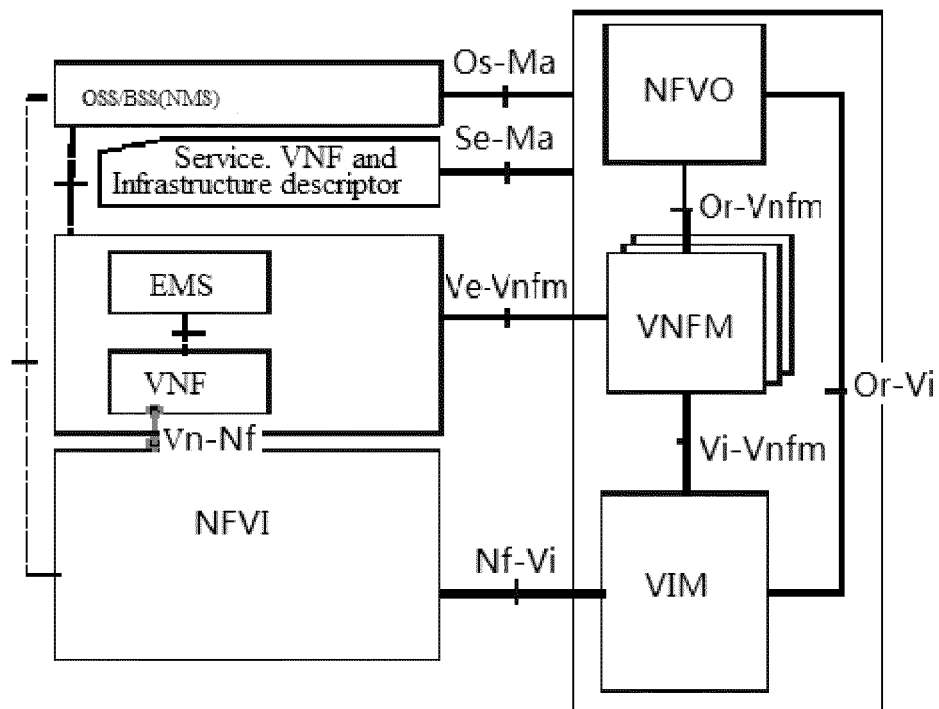 Os-Ma
NFVO
OSS/BSS(NMS)
Se-Ma
Service. VNF and
Infrastructure descriptor
Or-Vnfm
EMS
Ve-Vnfm
VNFM
VNF
Or-Vi
Vn-Nf
Vi-Vnfm
NFVI
Nf-Vi
VIM